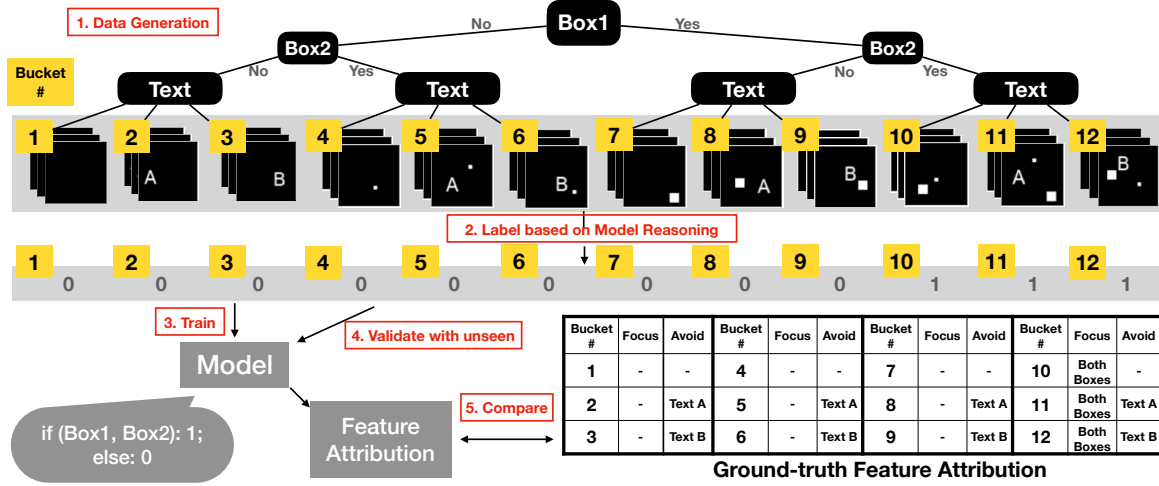 1. Data Generation
No
Box1
Yes
Box2
Box2
No
Yes
No
Yes
Bucket
#
Text
Text
Text
Text
1 2 3 4 5 6 7 8 9 10 11 12
A B A B A B A B
2. Label based on Model Reasoning
1 2 3 4 5 6 7 8 9 10 11 12
0 0 0 0 0 0 0 0 0 1 1 1
3. Train
4. Validate with unseen
Model
if (Box1, Box2): 1;
else: 0
Feature
Attribution
5. Compare
Bucket # Focus Avoid Bucket # Focus Avoid Bucket # Focus Avoid Bucket # Focus Avoid
1 - - 4 - - 7 - - 10 Both Boxes -
2 - Text A 5 - Text A 8 - Text A 11 Both Boxes Text A
3 - Text B 6 - Text B 9 - Text B 12 Both Boxes Text B
Ground-truth Feature Attribution